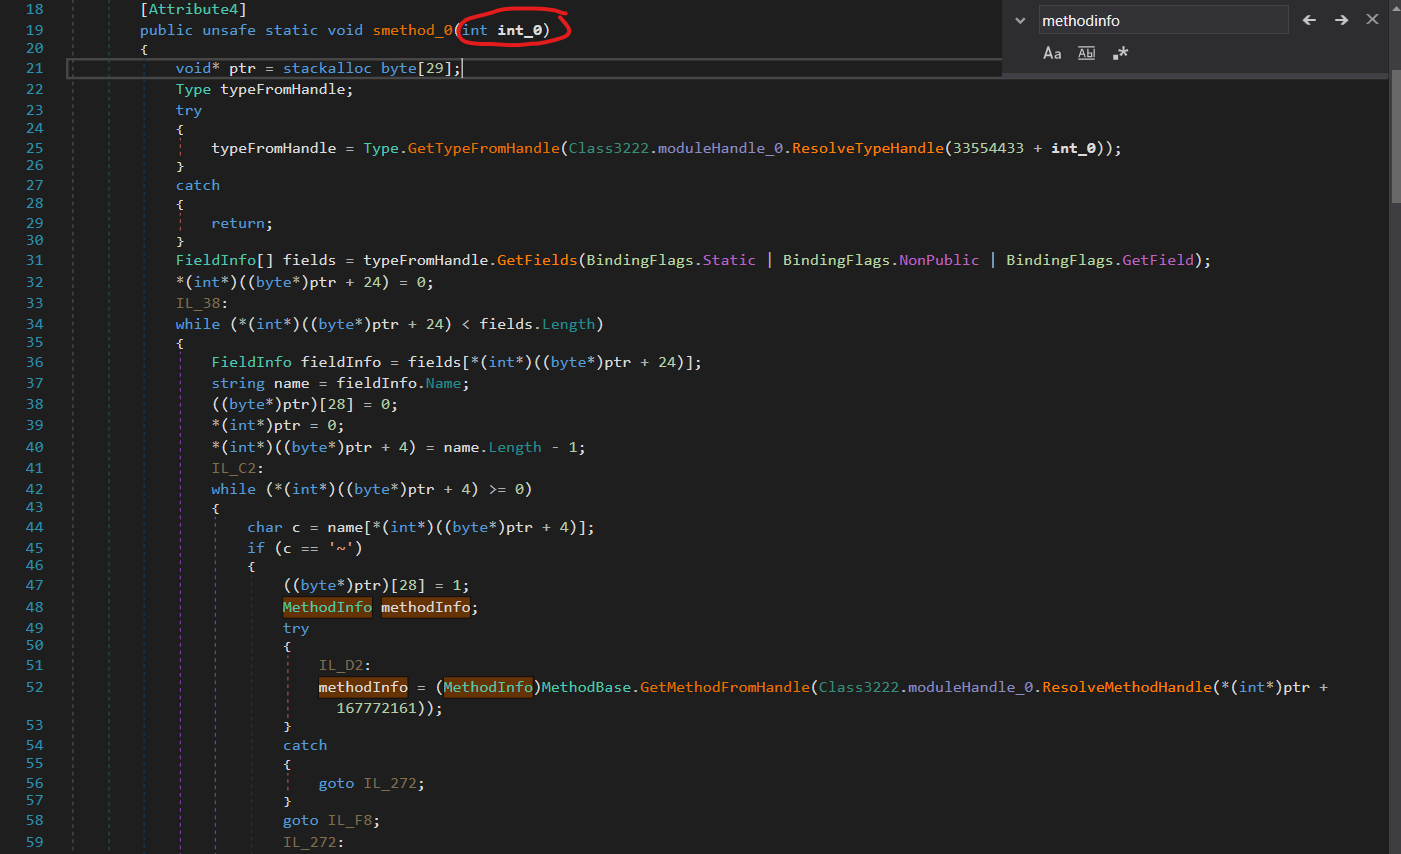 methodinfo
Aa Abl .*
18 [Attribute4]
19 public unsafe static void smethod_0(int int_0)
20 {
21 void* ptr = stackalloc byte[29];
22 Type typeFromHandle;
23 try
24 {
25 typeFromHandle = Type.GetTypeFromHandle(Class3222.moduleHandle_0.ResolveTypeHandle(33554433 + int_0));
26 }
27 catch
28 {
29 return;
30 }
31 FieldInfo[] fields = typeFromHandle.GetFields(BindingFlags.Static | BindingFlags.NonPublic | BindingFlags.GetField);
32 *(int*)((byte*)ptr + 24) = 0;
33 IL_38:
34 while (*(int*)((byte*)ptr + 24) < fields.Length)
35 {
36 FieldInfo fieldInfo = fields[*(int*)((byte*)ptr + 24)];
37 string name = fieldInfo.Name;
38 ((byte*)ptr)[28] = 0;
39 *(int*)ptr = 0;
40 *(int*)((byte*)ptr + 4) = name.Length - 1;
41 IL_C2:
42 while (*(int*)((byte*)ptr + 4) >= 0)
43 {
44 char c = name[*(int*)((byte*)ptr + 4)];
45 if (c == '~')
46 {
47 ((byte*)ptr)[28] = 1;
48 MethodInfo methodInfo;
49 try
50 {
51 IL_D2:
52 methodInfo = (MethodInfo)MethodBase.GetMethodFromHandle(Class3222.moduleHandle_0.ResolveMethodHandle(*(int*)ptr +
167772161));
53 }
54 catch
55 {
56 goto IL_272;
57 }
58 goto IL_F8;
59 IL_272: